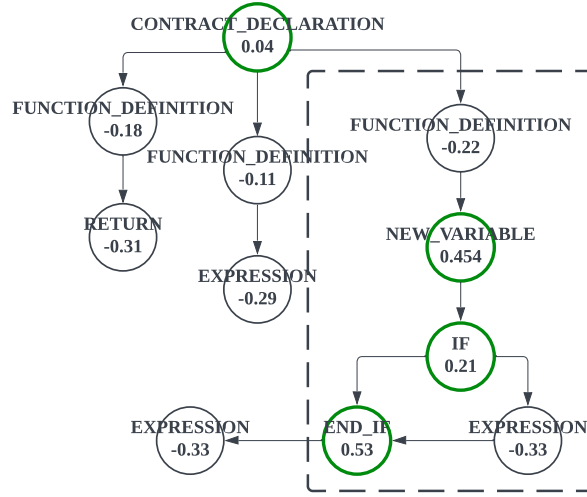 CONTRACT_DECLARATION
0.04
FUNCTION_DEFINITION
-0.18
FUNCTION_DEFINITION
-0.22
FUNCTION_DEFINITION
-0.11
RETURN
-0.31
NEW_VARIABLE
0.454
EXPRESSION
-0.29
IF
0.21
EXPRESSION
-0.33
END_IF
0.53
EXPRESSION
-0.33